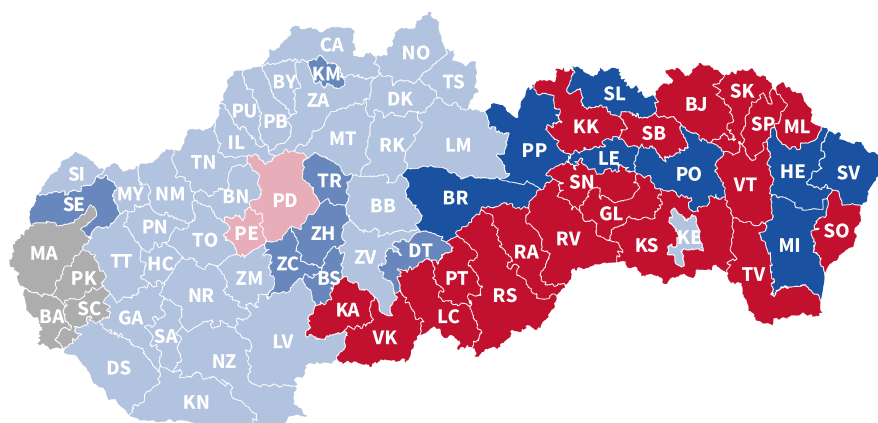 CA
NO
BY
KM
TS
ZA
DK
PU
PB
SL
SK
BJ
KK
SB
SP
ML
IL
MT
RK
LM
PP
LE
TN
SI
TR
PO
HE
SV
SN
VT
MY
NM
BN
PD
BR
SE
BB
GL
PN
TO
PE
ZH
RV
KS
KE
SO
MI
MA
TT
HC
ZV
DT
RA
ZC
PK
ZM
BS
PT
TV
NR
RS
SC
BA
GA
KA
LC
SA
LV
VK
DS
NZ
KN